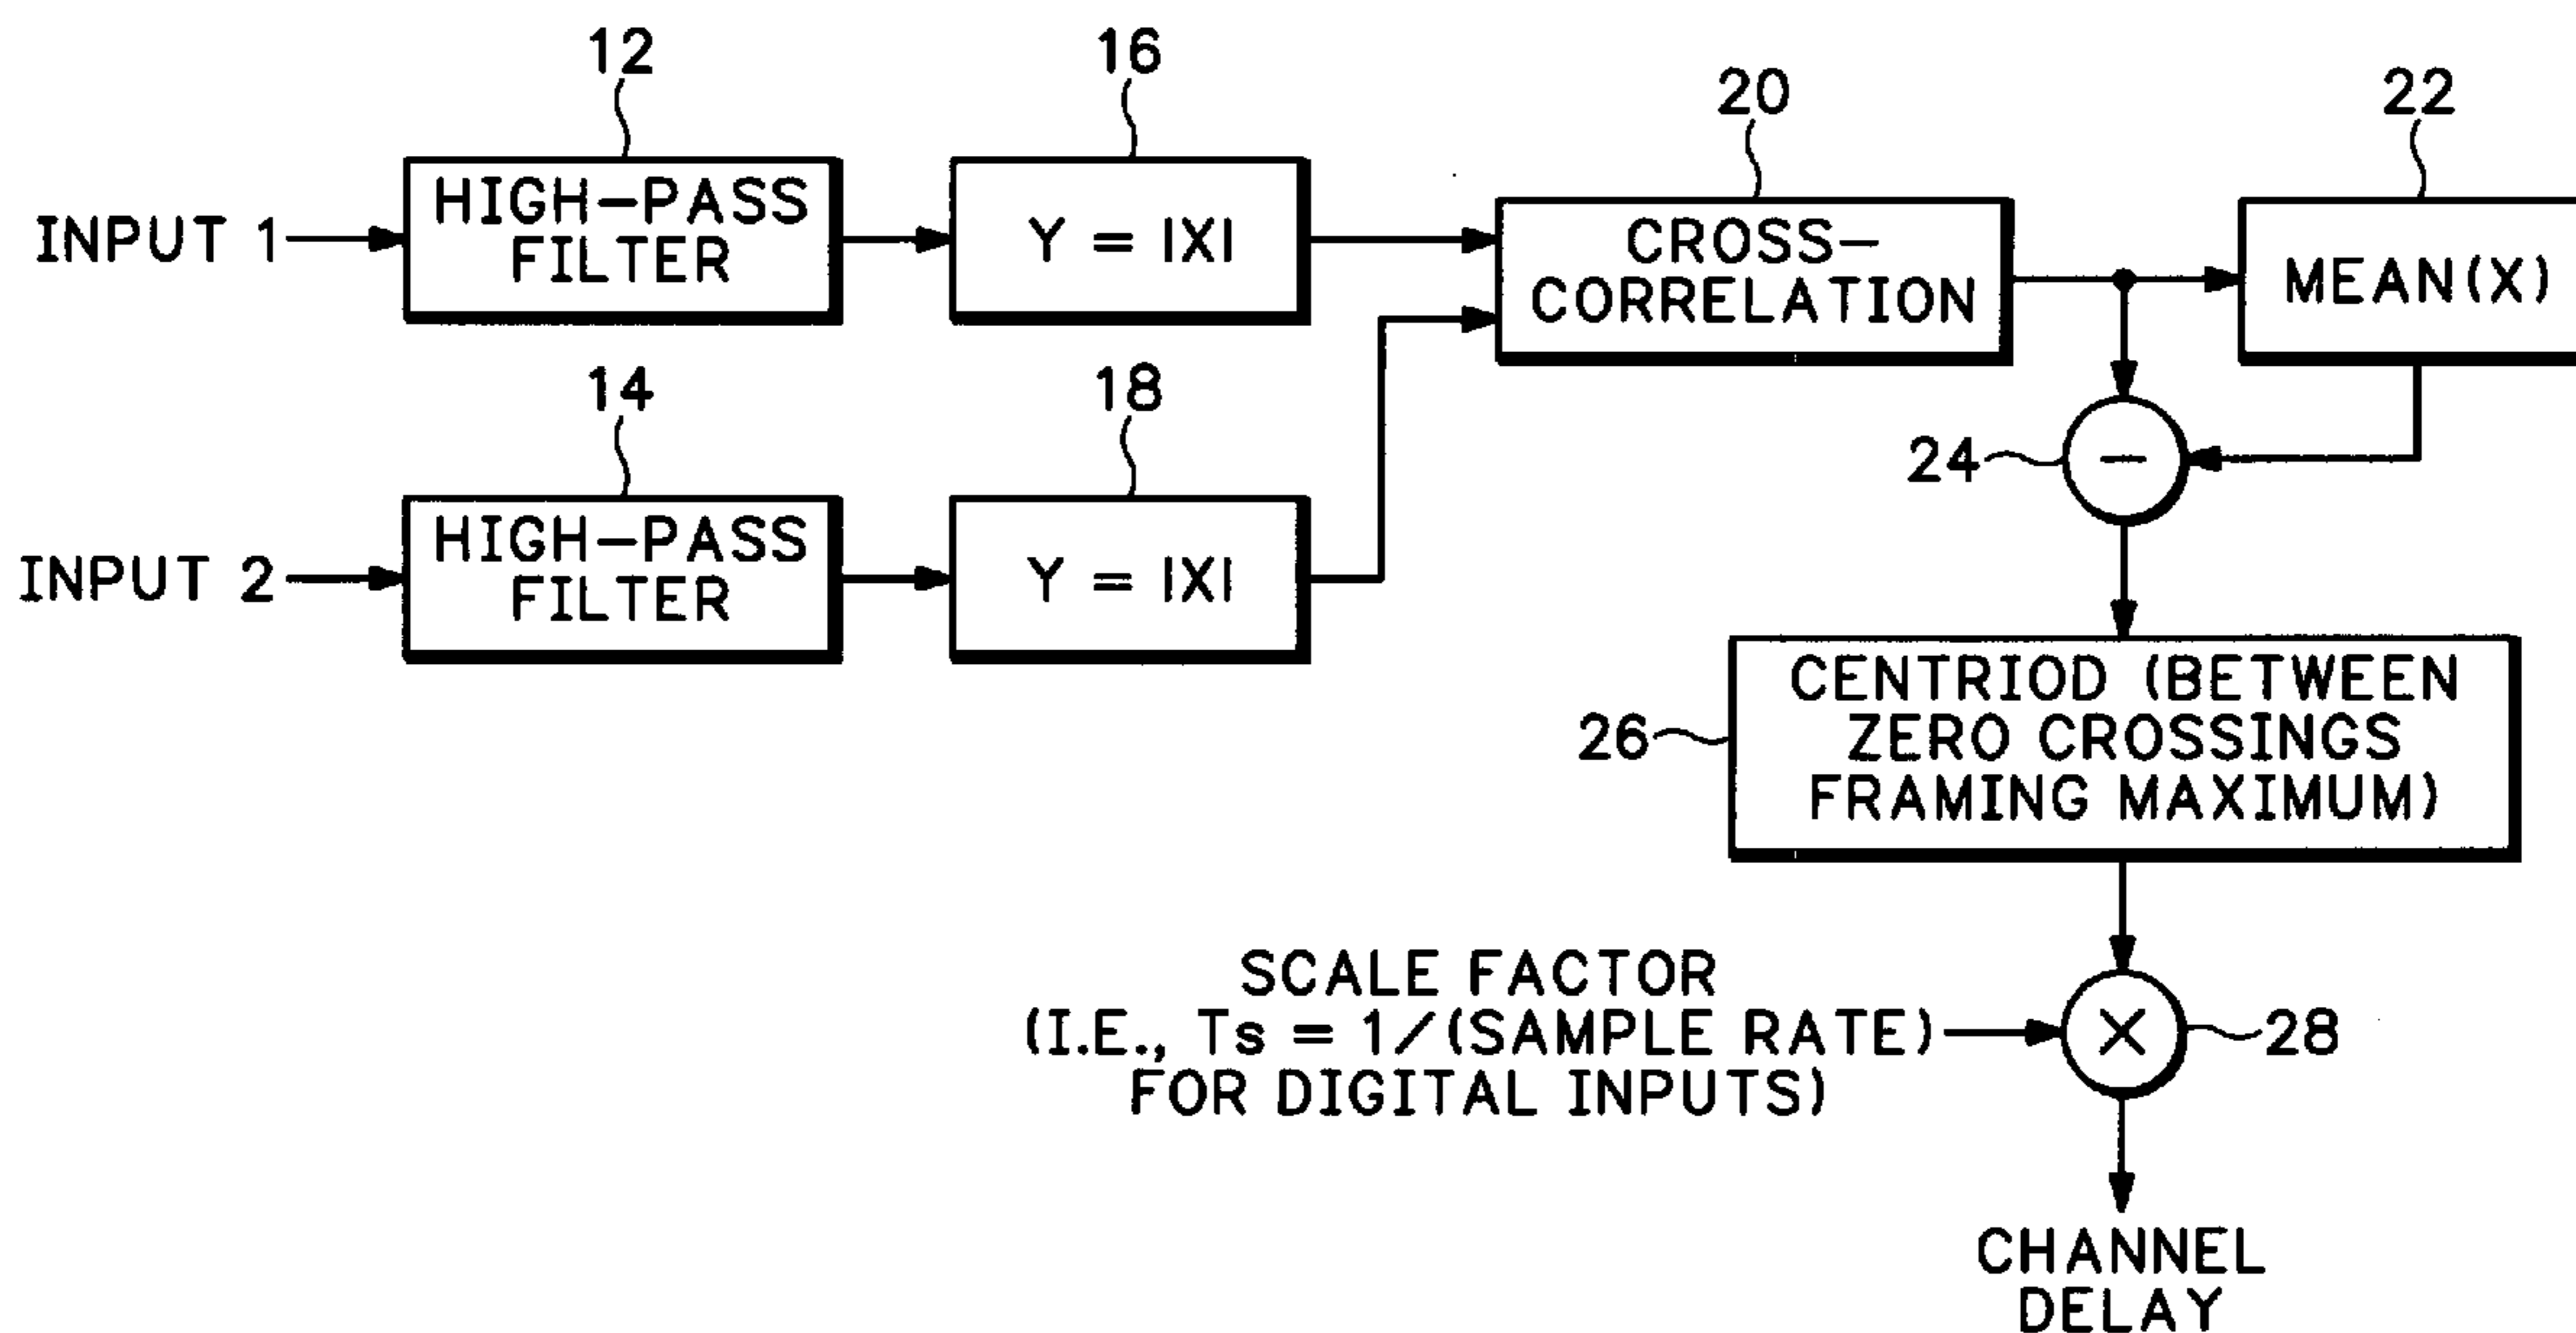 12
16
20
22
INPUT 1
HIGH-PASS
FILTER
Y = |X|
CROSS-
CORRELATION
MEAN(X)
14
18
24
−
INPUT 2
HIGH-PASS
FILTER
Y = |X|
26
CENTRIOD (BETWEEN
ZERO CROSSINGS
FRAMING MAXIMUM)
SCALE FACTOR
(I.E., Ts = 1/(SAMPLE RATE)
FOR DIGITAL INPUTS)
×
28
CHANNEL
DELAY